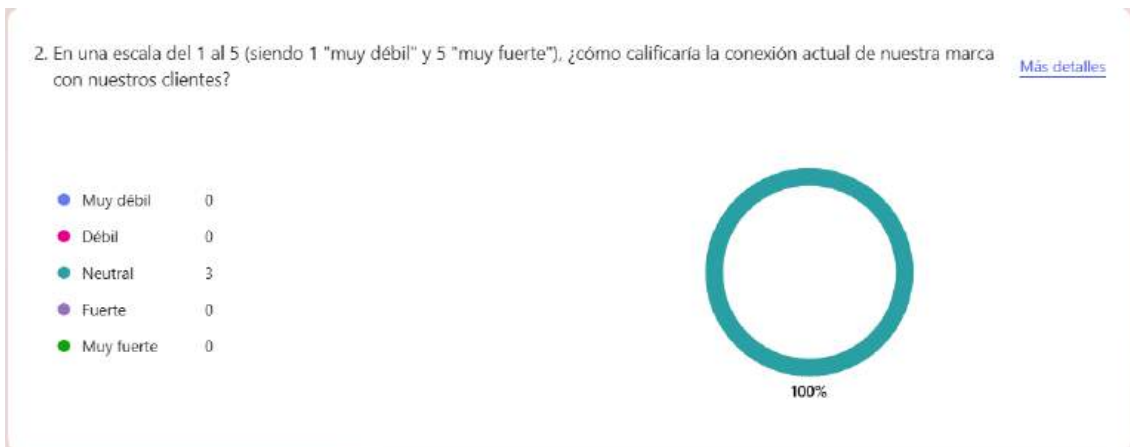 2. En una escala del 1 al 5 (siendo 1 "muy débil" y 5 "muy fuerte"), ¿cómo calificaría la conexión actual de nuestra marca
con nuestros clientes?
Más detalles
Muy débil 0
Débil 0
Neutral 3
Fuerte 0
Muy fuerte 0
100%